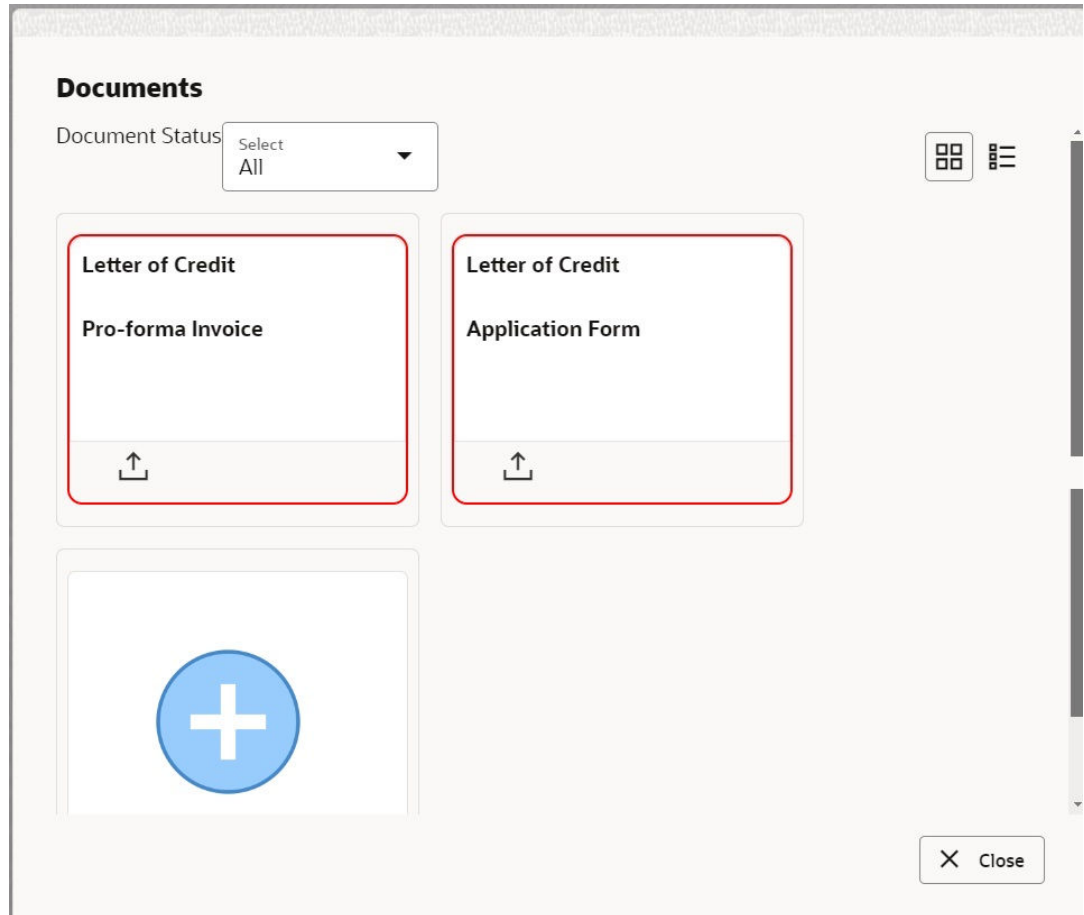 Documents
Document Status
Select
All
Letter of Credit
Pro-forma Invoice
Letter of Credit
Application Form
Close